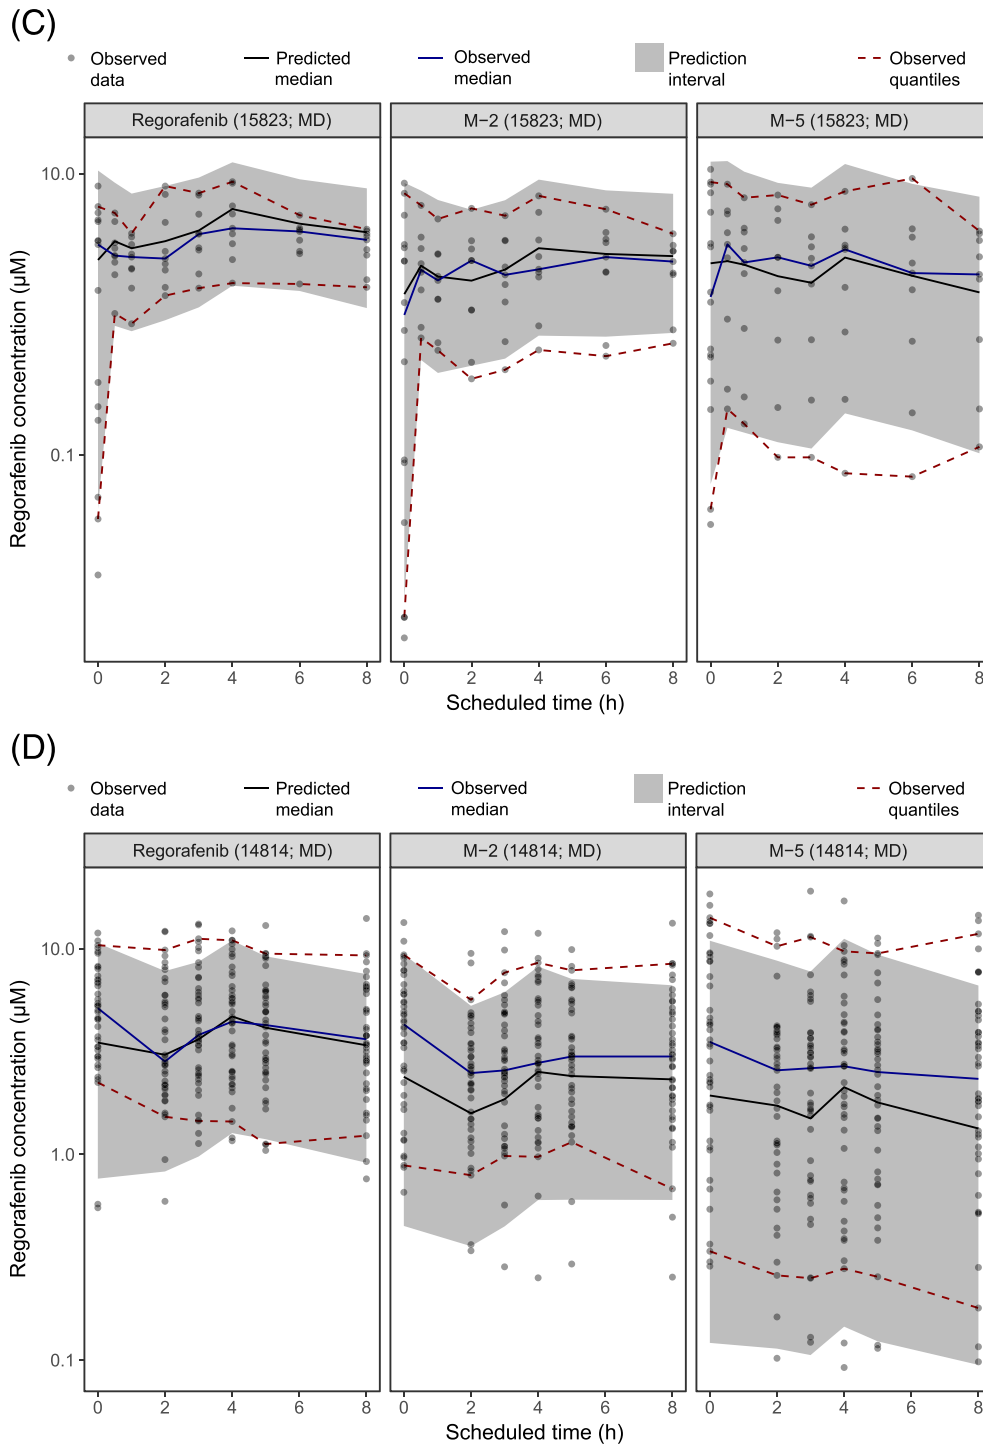 (C)
Observed data
Predicted median
Observed median
Prediction interval
Observed quantiles
Regorafenib (15823; MD)
M−2 (15823; MD)
M−5 (15823; MD)
Regorafenib concentration (µM)
10.0
0.1
0 2 4 6 8
0 2 4 6 8
0 2 4 6 8
Scheduled time (h)
(D)
Observed data
Predicted median
Observed median
Prediction interval
Observed quantiles
Regorafenib (14814; MD)
M−2 (14814; MD)
M−5 (14814; MD)
Regorafenib concentration (µM)
10.0
1.0
0.1
0 2 4 6 8
0 2 4 6 8
0 2 4 6 8
Scheduled time (h)